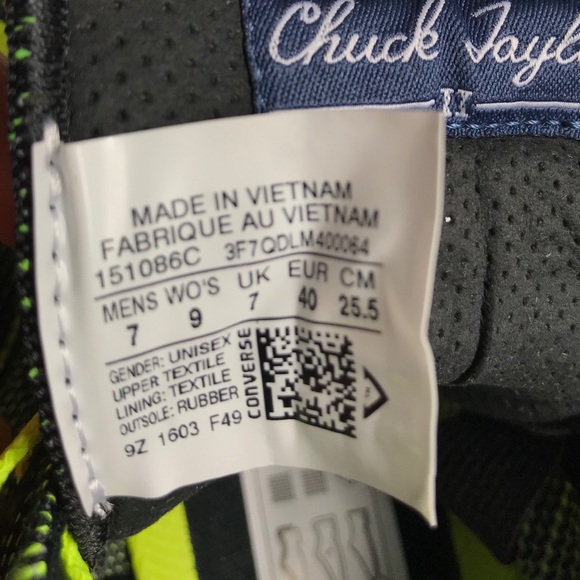 Chuck Tayl
II
MADE IN VIETNAM
FABRIQUE AU VIETNAM
151086C 3F7QDLM400064
MENS WO'S UK EUR CM
7 9 7 40 25.5
GENDER: UNISEX
UPPER: TEXTILE
LINING: TEXTILE
OUTSOLE: RUBBER
9Z 1603 F49
CONVERSE